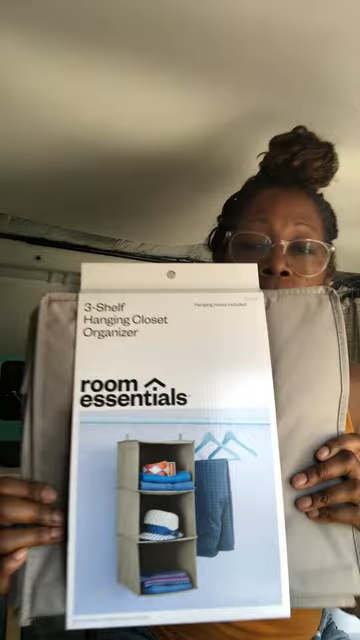 3-Shelf
Hanging Closet
Organizer
Hanging hooks included
room
essentials